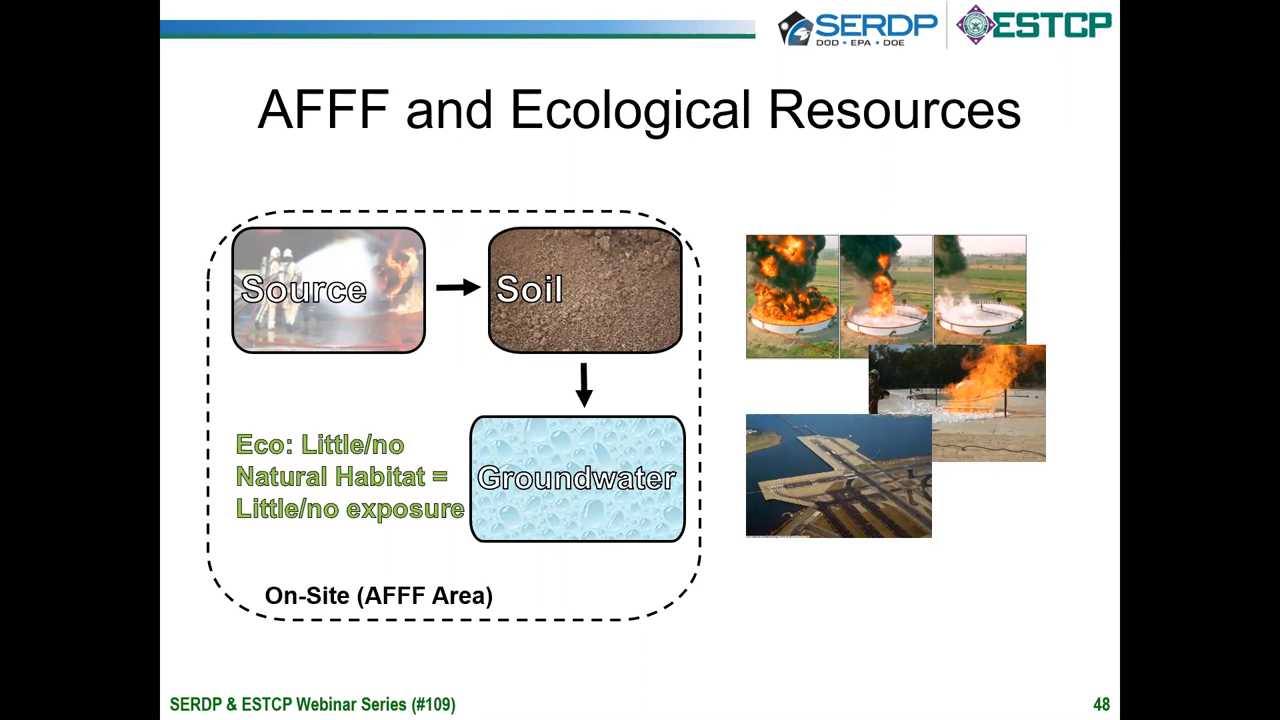 SERDP
DOD • EPA • DOE
ESTCP
AFFF and Ecological Resources
Source
Soil
Eco: Little/no
Natural Habitat =
Little/no exposure
Groundwater
On-Site (AFFF Area)
SERDP & ESTCP Webinar Series (#109)
48